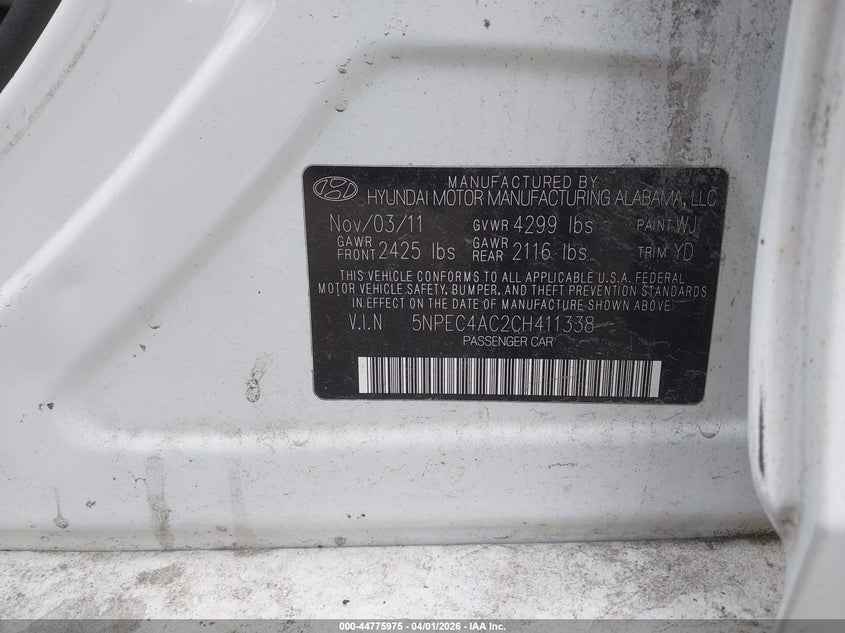 MANUFACTURED BY
HYUNDAI MOTOR MANUFACTURING ALABAMA, LLC
Nov/03/11 GVWR 4299 lbs PAINT WJ
GAWR FRONT 2425 lbs GAWR REAR 2116 lbs TRIM YD
THIS VEHICLE CONFORMS TO ALL APPLICABLE U.S.A. FEDERAL
MOTOR VEHICLE SAFETY, BUMPER, AND THEFT PREVENTION STANDARDS
IN EFFECT ON THE DATE OF MANUFACTURE SHOWN ABOVE.
V.I.N 5NPEC4AC2CH411338
PASSENGER CAR
000-44775975 - 04/01/2026 - IAA Inc.